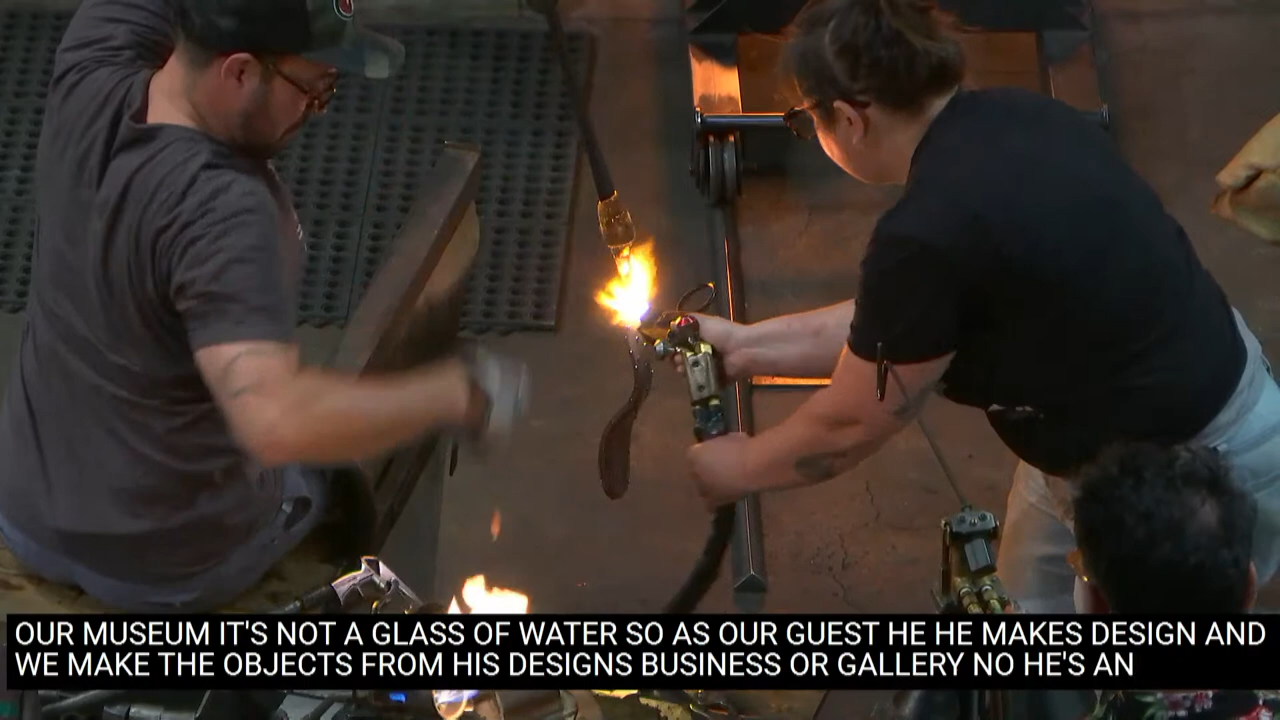 OUR MUSEUM IT'S NOT A GLASS OF WATER SO AS OUR GUEST HE HE MAKES DESIGN AND
WE MAKE THE OBJECTS FROM HIS DESIGNS BUSINESS OR GALLERY NO HE'S AN